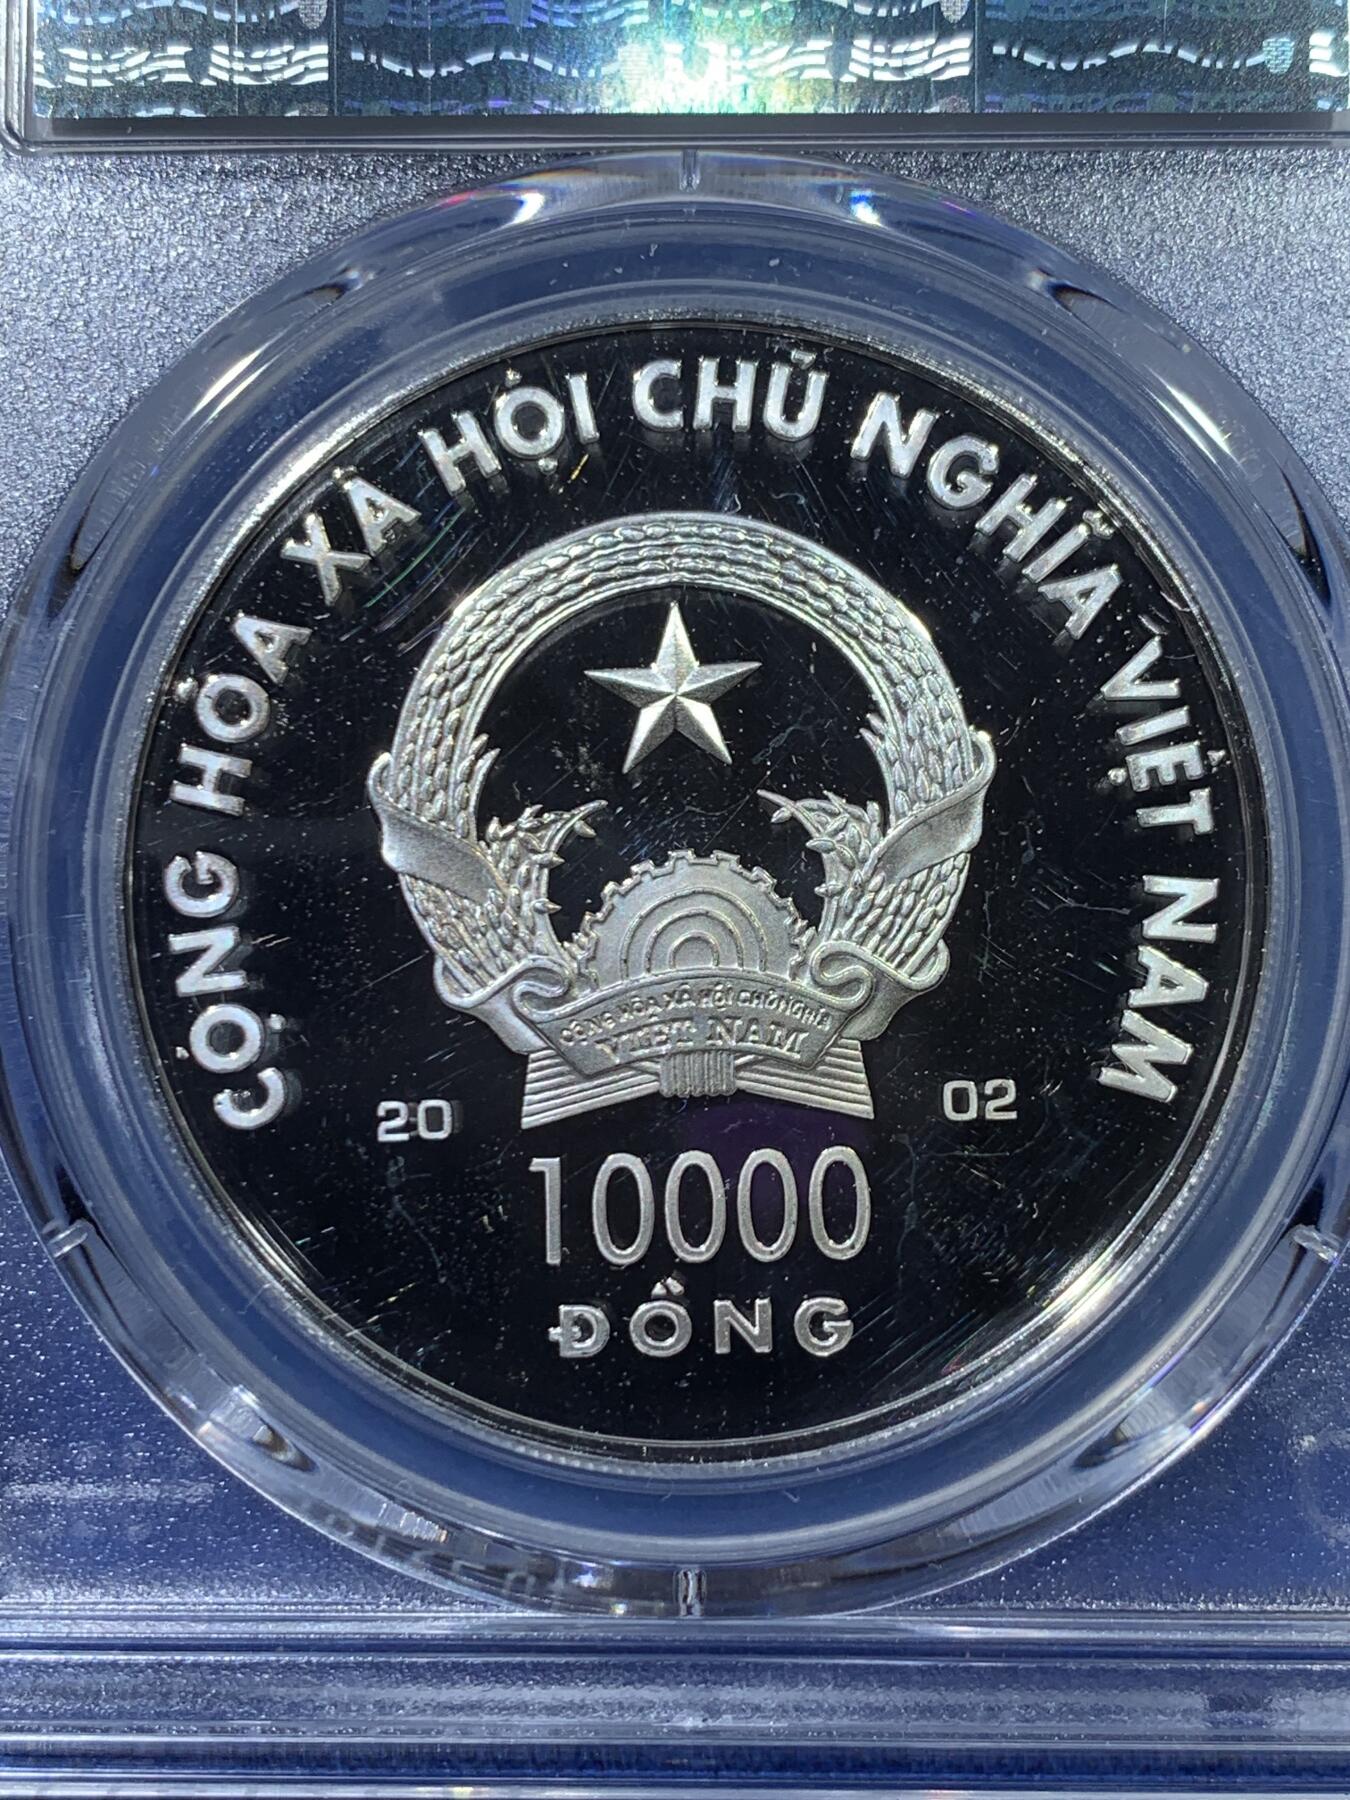 CỘNG HÒA XÃ HỘI CHỦ NGHĨA VIỆT NAM
CỘNG HÒA XÃ HỘI CHỦ NGHĨA
VIỆT NAM
20 02
10000
ĐỒNG